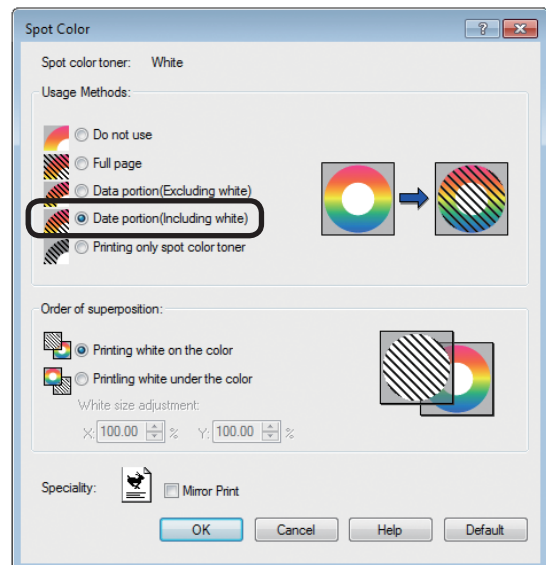 Spot Color
Spot color toner: White
Usage Methods:
Do not use
Full page
Data portion(Excluding white)
Date portion(Including white)
Printing only spot color toner
Order of superposition:
Printing white on the color
Printling white under the color
White size adjustment:
X: 100.00 % Y: 100.00 %
Speciality: Mirror Print
OK Cancel Help Default